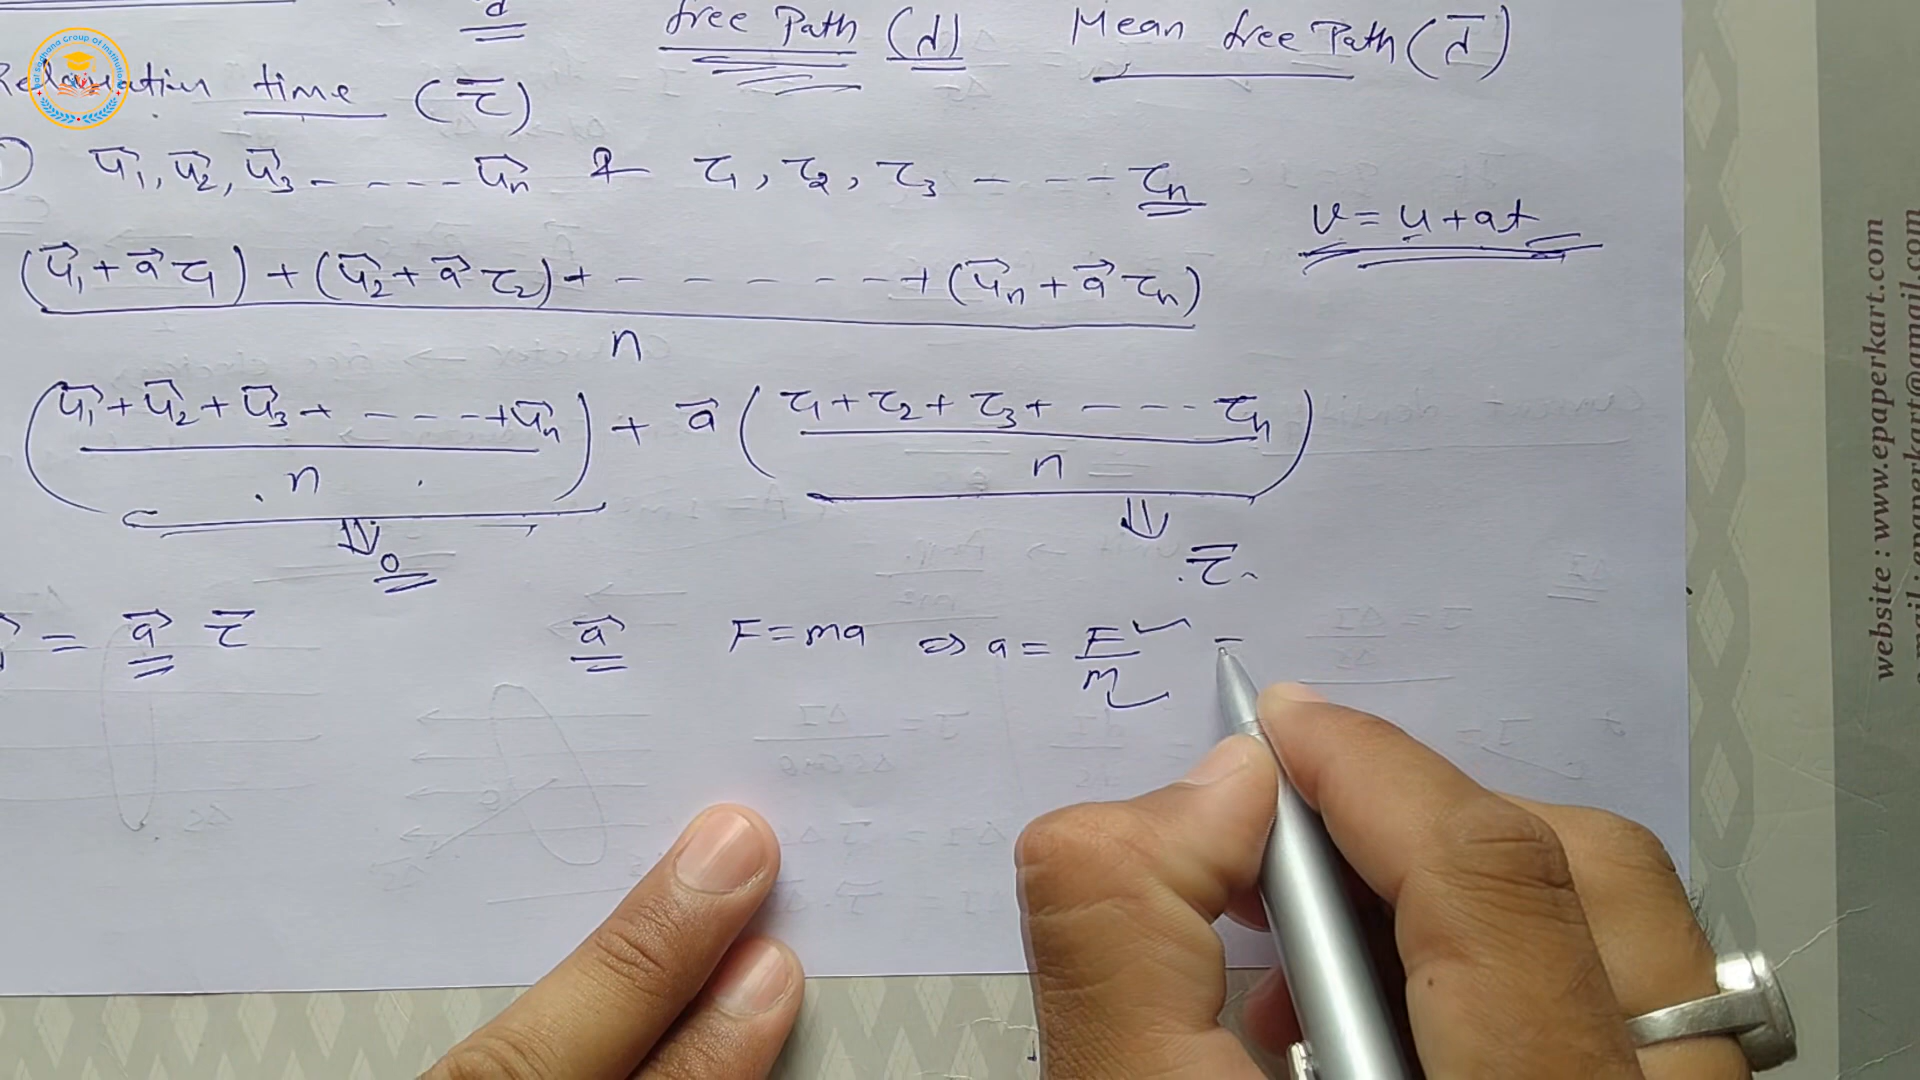 d
free Path (d) Mean free Path (d̄)
Relaxation time (τ̄)
u⃗₁, u⃗₂, u⃗₃ - - - - u⃗ₙ & τ₁, τ₂, τ₃ - - - - τₙ
v = u + at
(u⃗₁ + a⃗ τ₁) + (u⃗₂ + a⃗ τ₂) + - - - - - - + (u⃗ₙ + a⃗ τₙ)
n
(u⃗₁ + u⃗₂ + u⃗₃ + - - - - + u⃗ₙ) + a⃗ (τ₁ + τ₂ + τ₃ + - - - - τₙ)
n n
⇓ ⇓
0 τ̄
= a⃗ τ̄ a⃗ F = ma ⇒ a = F/m =
website : www.epaperkart.com